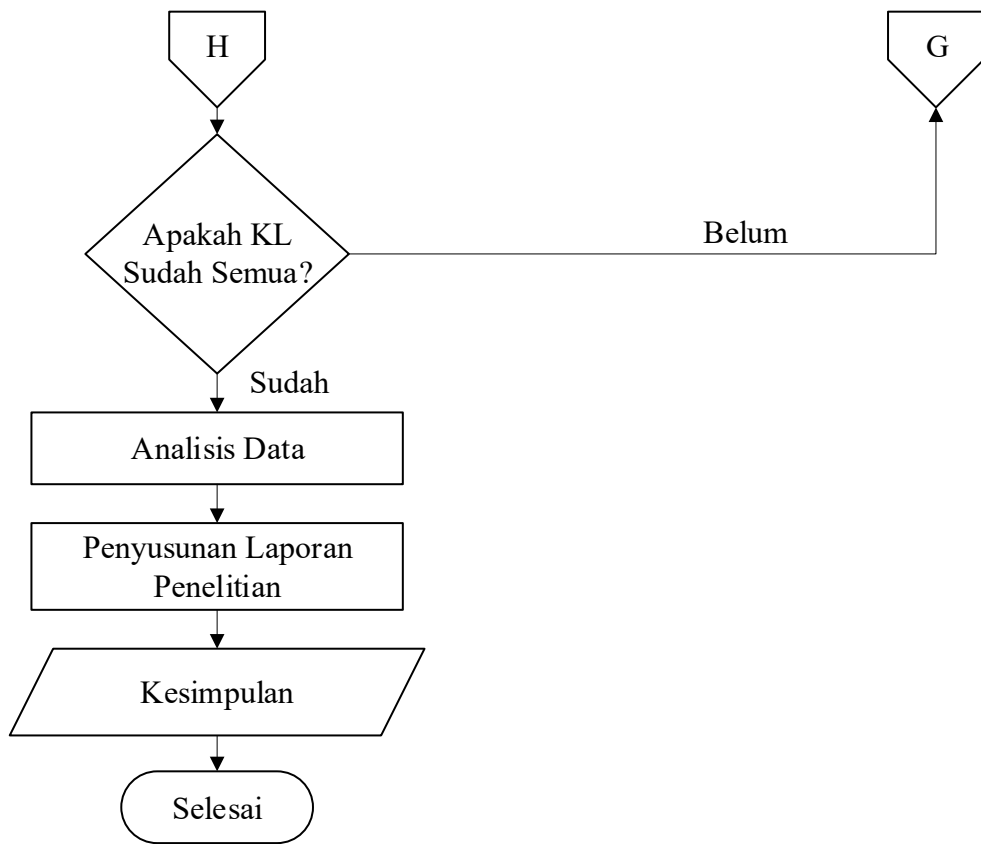 H
G
Apakah KL
Sudah Semua?
Belum
Sudah
Analisis Data
Penyusunan Laporan
Penelitian
Kesimpulan
Selesai